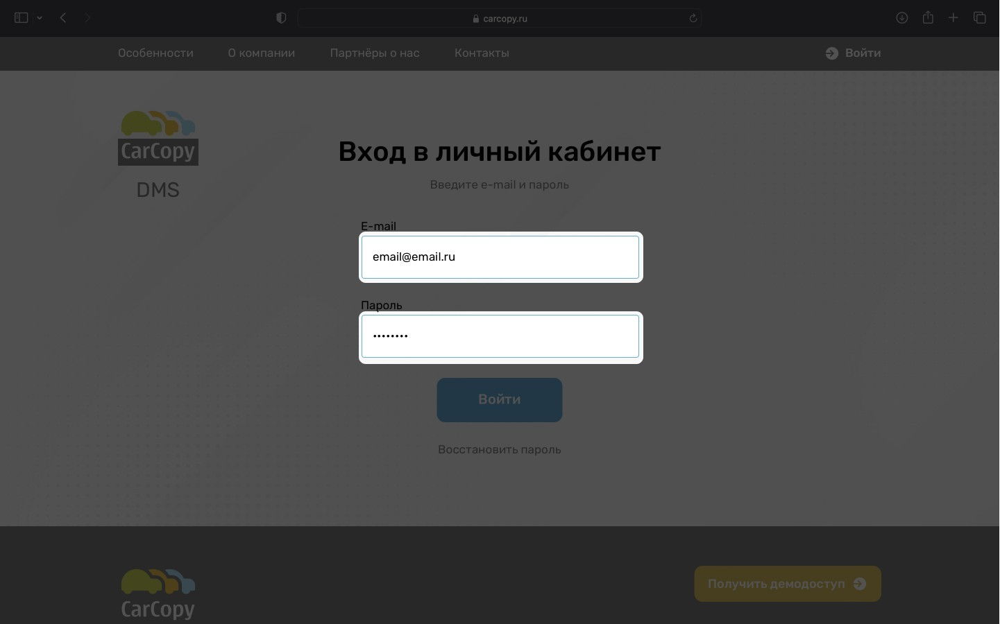 carcopy.ru
Особенности О компании Партнёры о нас Контакты Войти
CarCopy
DMS
Вход в личный кабинет
Введите e-mail и пароль
E-mail
email@email.ru
Пароль
••••••••
Войти
Восстановить пароль
CarCopy
Получить демодоступ